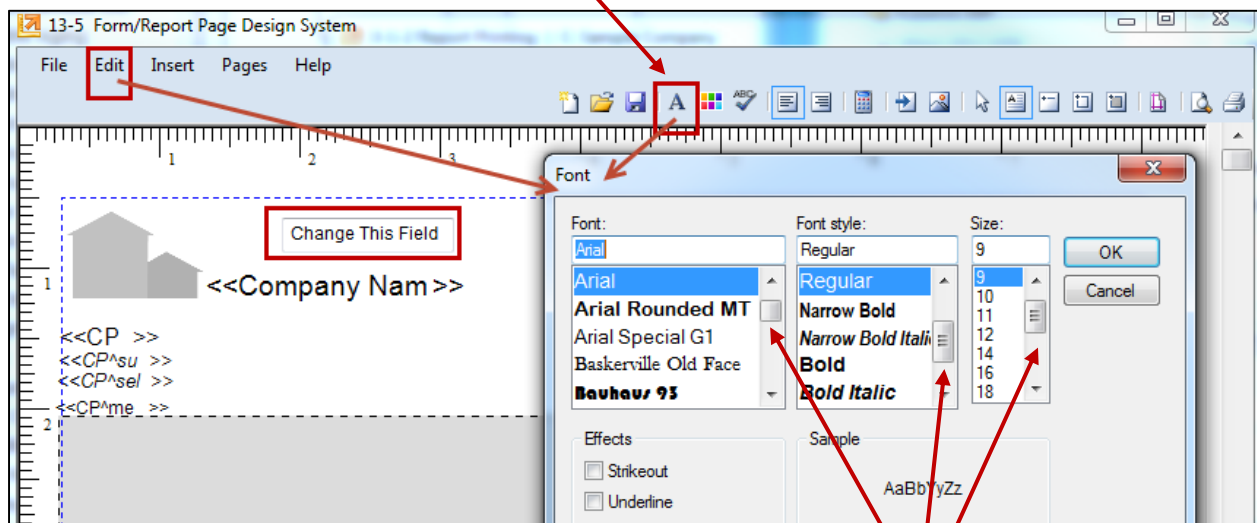 13-5 Form/Report Page Design System
File Edit Insert Pages Help
A
ABC
1 2 3
Font
Change This Field
Font: Font style: Size:
Arial Regular 9 OK
Cancel
Arial
Arial Rounded MT
Arial Special G1
Baskerville Old Face
Bauhaus 93
Regular
Narrow Bold
Narrow Bold Itali
Bold
Bold Italic
9
10
11
12
14
16
18
1
<<Company Nam>>
<<CP >>
<<CP^su >>
<<CP^sel >>
<<CP^me_ >>
2
Effects Sample
Strikeout
Underline
AaBbYyZz